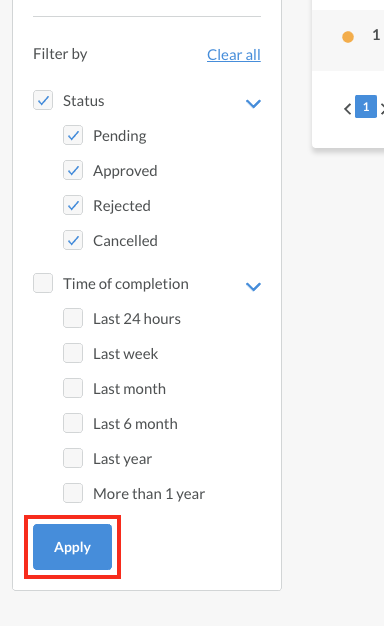 Filter by
Clear all
Status
Pending
Approved
Rejected
Cancelled
Time of completion
Last 24 hours
Last week
Last month
Last 6 month
Last year
More than 1 year
Apply
1
1